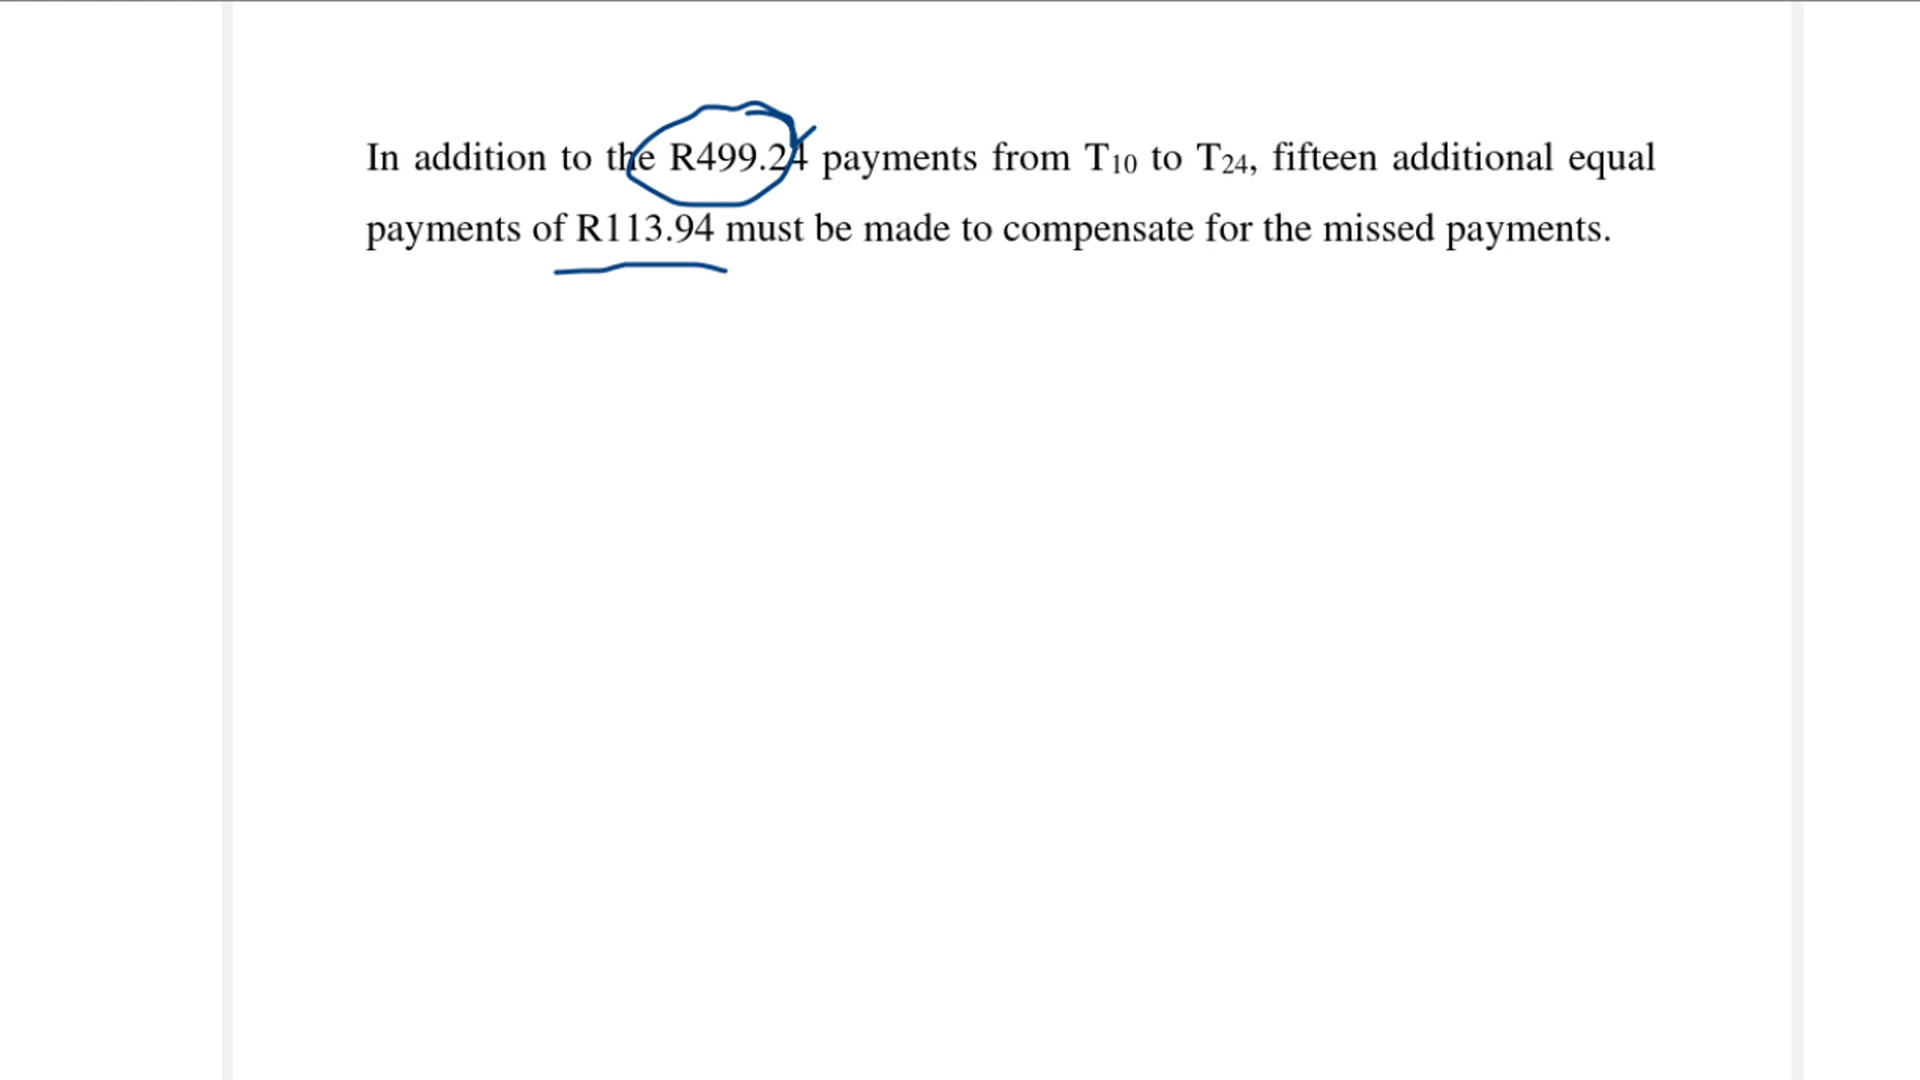 In addition to the R499.24 payments from T₁₀ to T₂₄, fifteen additional equal
payments of R113.94 must be made to compensate for the missed payments.